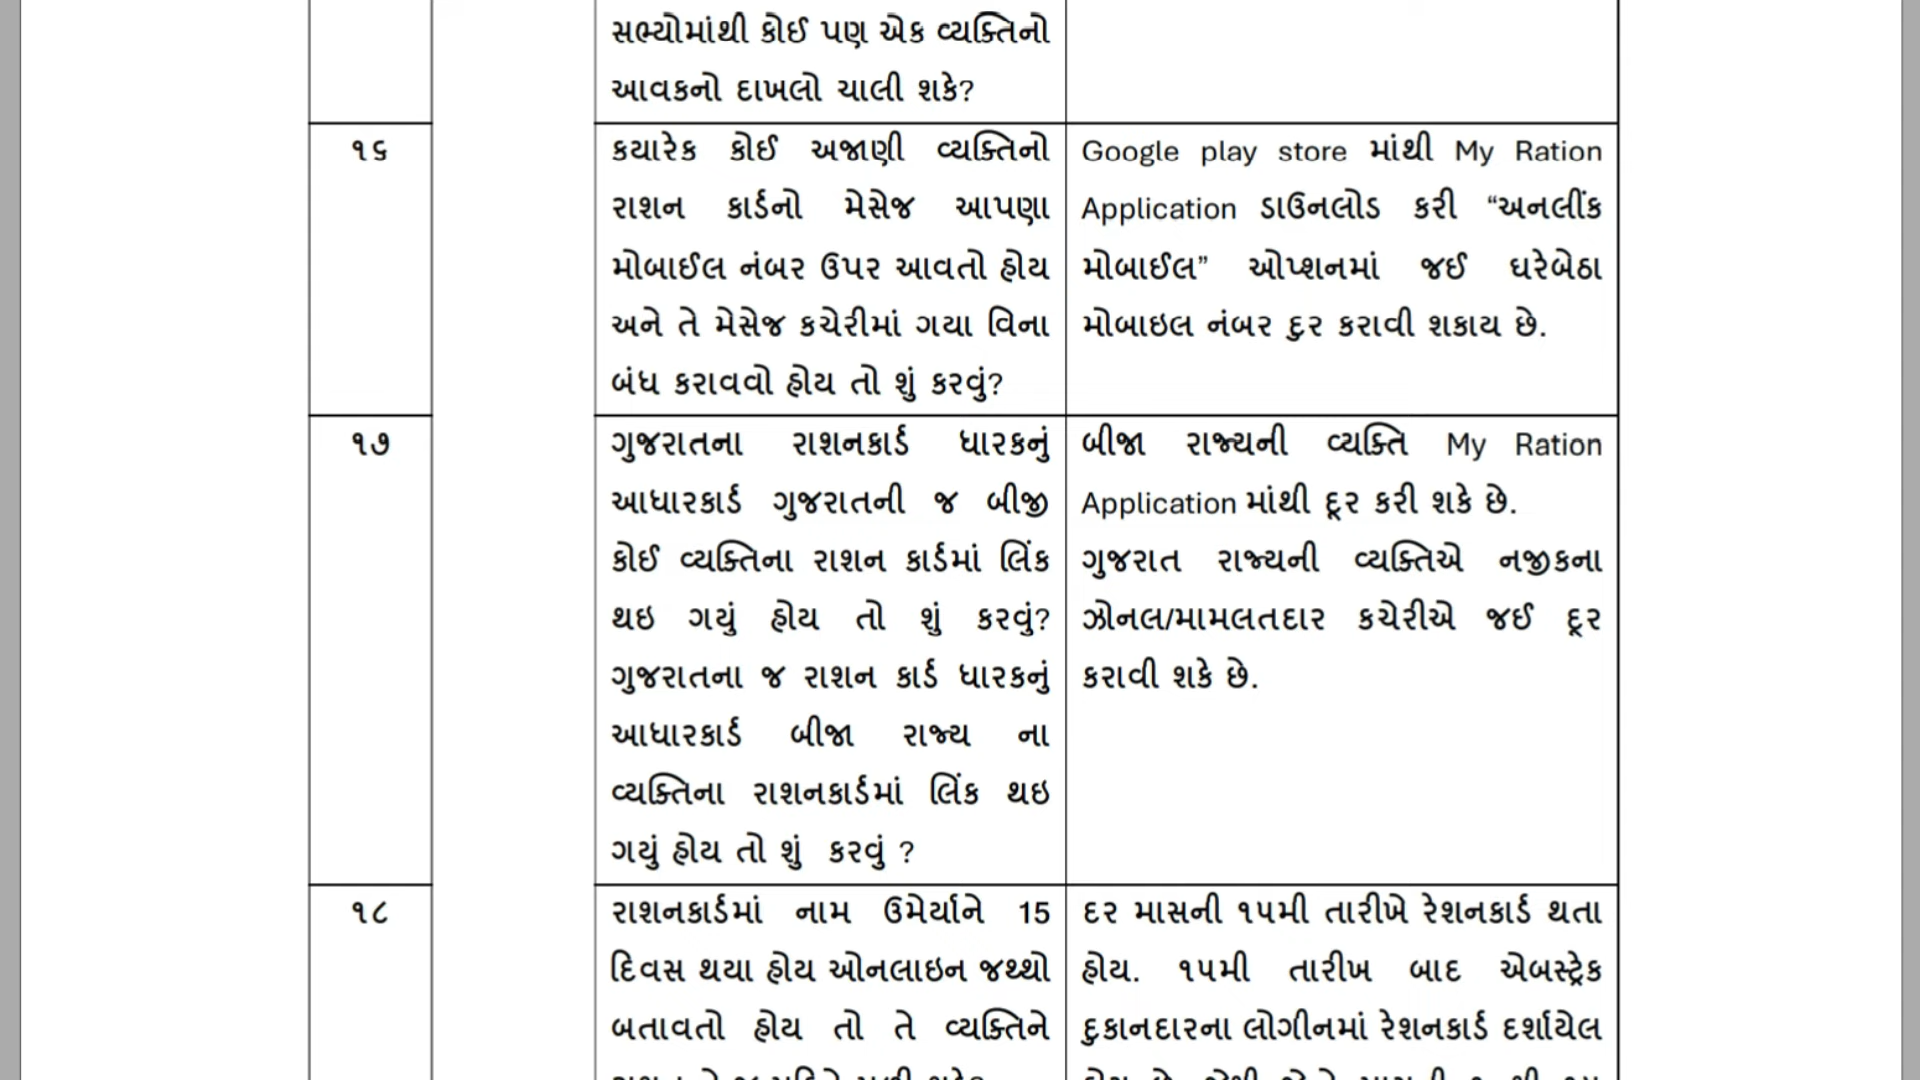 સભ્યોમાંથી કોઈ પણ એક વ્યક્તિનો
આવકનો દાખલો ચાલી શકે?
૧૬
કયારેક કોઈ અજાણી વ્યક્તિનો
રાશન કાર્ડનો મેસેજ આપણા
મોબાઈલ નંબર ઉપર આવતો હોય
અને તે મેસેજ કચેરીમાં ગયા વિના
બંધ કરાવવો હોય તો શું કરવું?
Google play store માંથી My Ration
Application ડાઉનલોડ કરી “અનલીંક
મોબાઈલ” ઓપ્શનમાં જઈ ઘરેબેઠા
મોબાઇલ નંબર દુર કરાવી શકાય છે.
૧૭
ગુજરાતના રાશનકાર્ડ ધારકનું
આધારકાર્ડ ગુજરાતની જ બીજી
કોઈ વ્યક્તિના રાશન કાર્ડમાં લિંક
થઇ ગયું હોય તો શું કરવું?
ગુજરાતના જ રાશન કાર્ડ ધારકનું
આધારકાર્ડ બીજા રાજ્ય ના
વ્યક્તિના રાશનકાર્ડમાં લિંક થઇ
ગયું હોય તો શું કરવું ?
બીજા રાજ્યની વ્યક્તિ My Ration
Application માંથી દૂર કરી શકે છે.
ગુજરાત રાજ્યની વ્યક્તિએ નજીકના
ઝોનલ/મામલતદાર કચેરીએ જઈ દૂર
કરાવી શકે છે.
૧૮
રાશનકાર્ડમાં નામ ઉમેર્યાને 15
દિવસ થયા હોય ઓનલાઇન જથ્થો
બતાવતો હોય તો તે વ્યક્તિને
દર માસની ૧૫મી તારીખે રેશનકાર્ડ થતા
હોય. ૧૫મી તારીખ બાદ એબસ્ટ્રેક
દુકાનદારના લોગીનમાં રેશનકાર્ડ દર્શાયેલ